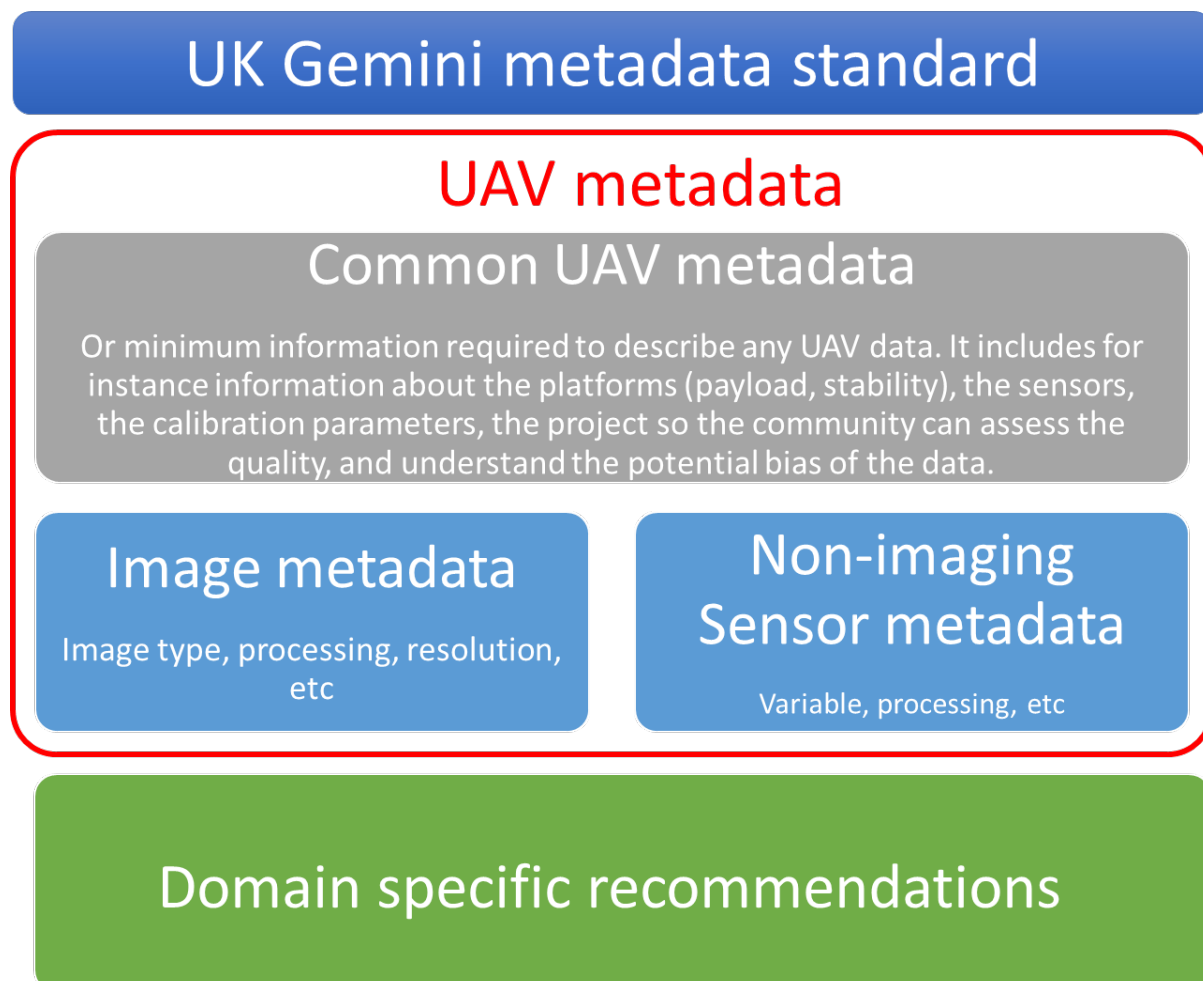 UK Gemini metadata standard
UAV metadata
Common UAV metadata
Or minimum information required to describe any UAV data. It includes for
instance information about the platforms (payload, stability), the sensors,
the calibration parameters, the project so the community can assess the
quality, and understand the potential bias of the data.
Image metadata
Image type, processing, resolution,
etc
Non-imaging
Sensor metadata
Variable, processing, etc
Domain specific recommendations